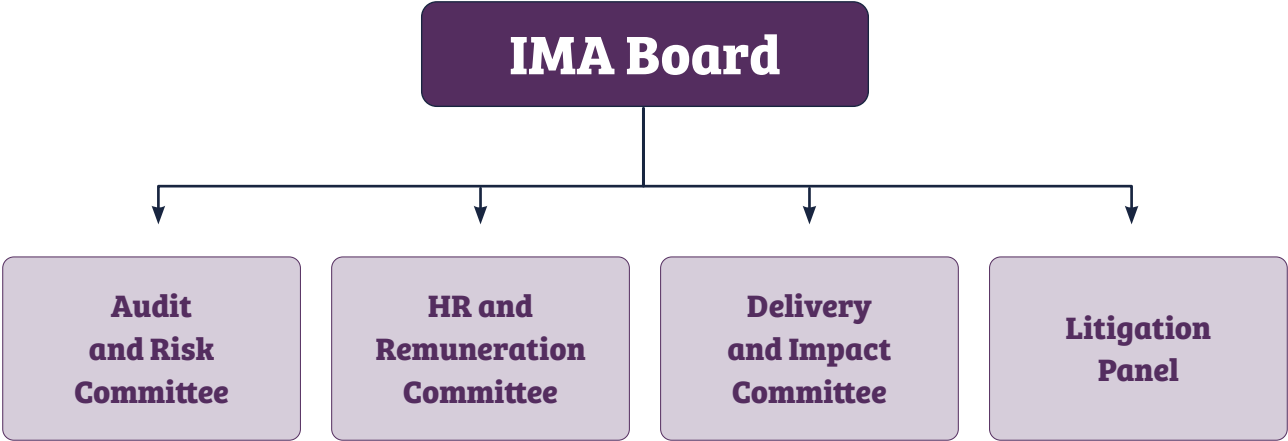 IMA Board
Audit
and Risk
Committee
HR and
Remuneration
Committee
Delivery
and Impact
Committee
Litigation
Panel